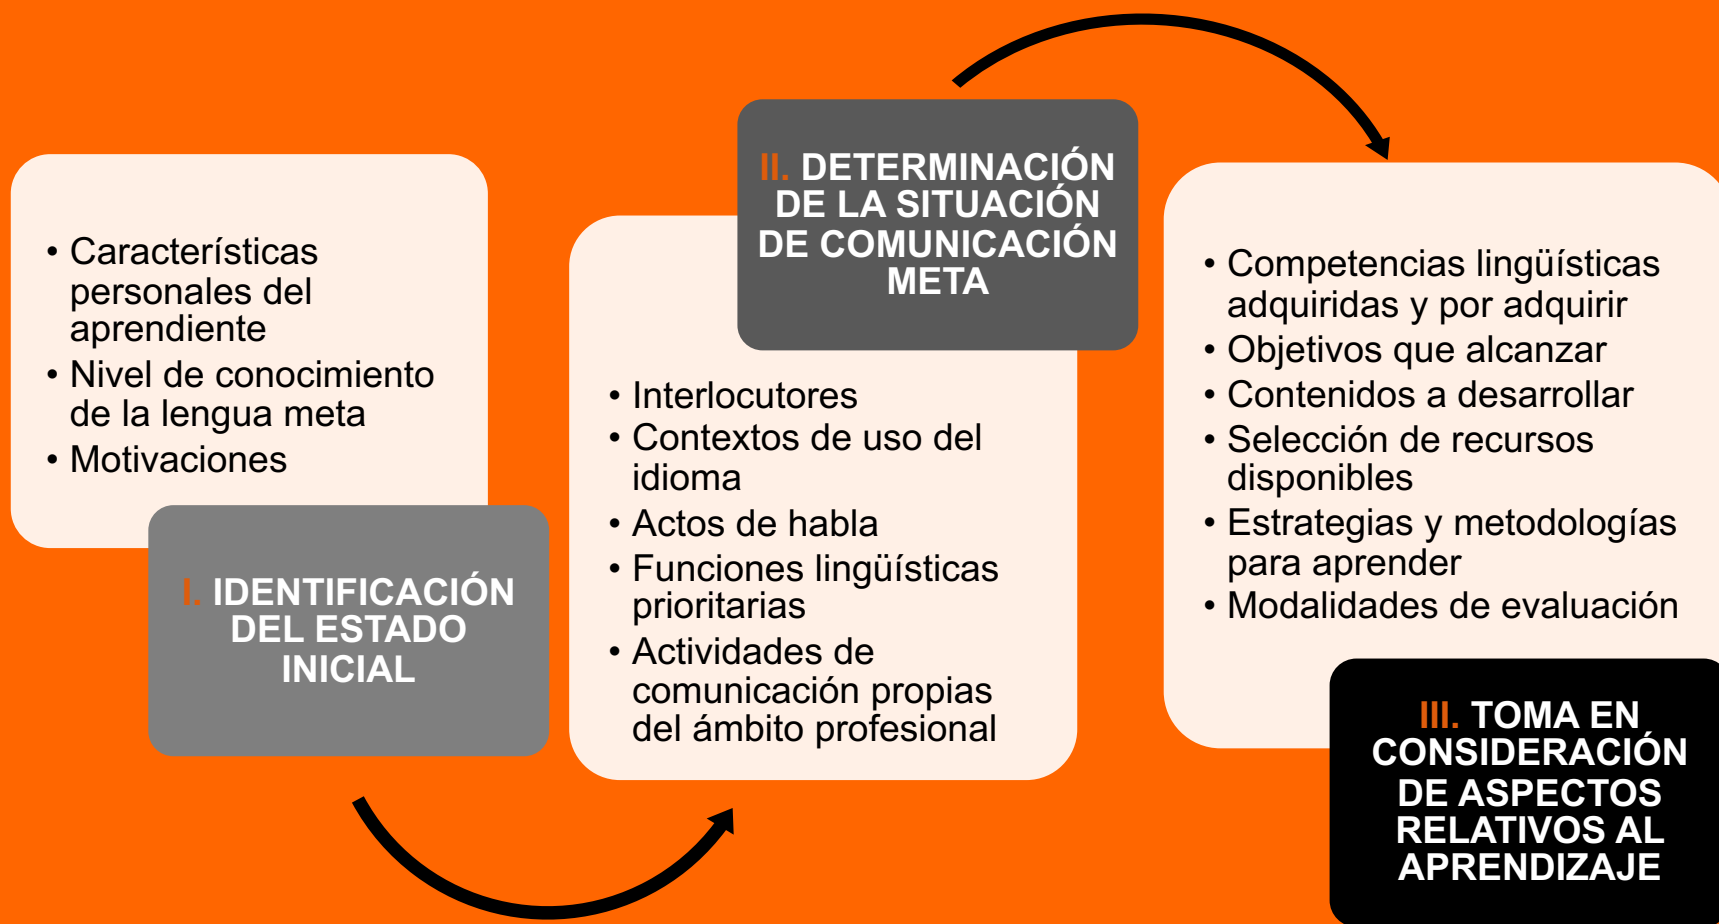 • Características
personales del
aprendiente
• Nivel de conocimiento
de la lengua meta
• Motivaciones
I. IDENTIFICACIÓN
DEL ESTADO
INICIAL
II. DETERMINACIÓN
DE LA SITUACIÓN
DE COMUNICACIÓN
META
• Interlocutores
• Contextos de uso del
idioma
• Actos de habla
• Funciones lingüísticas
prioritarias
• Actividades de
comunicación propias
del ámbito profesional
• Competencias lingüísticas
adquiridas y por adquirir
• Objetivos que alcanzar
• Contenidos a desarrollar
• Selección de recursos
disponibles
• Estrategias y metodologías
para aprender
• Modalidades de evaluación
III. TOMA EN
CONSIDERACIÓN
DE ASPECTOS
RELATIVOS AL
APRENDIZAJE